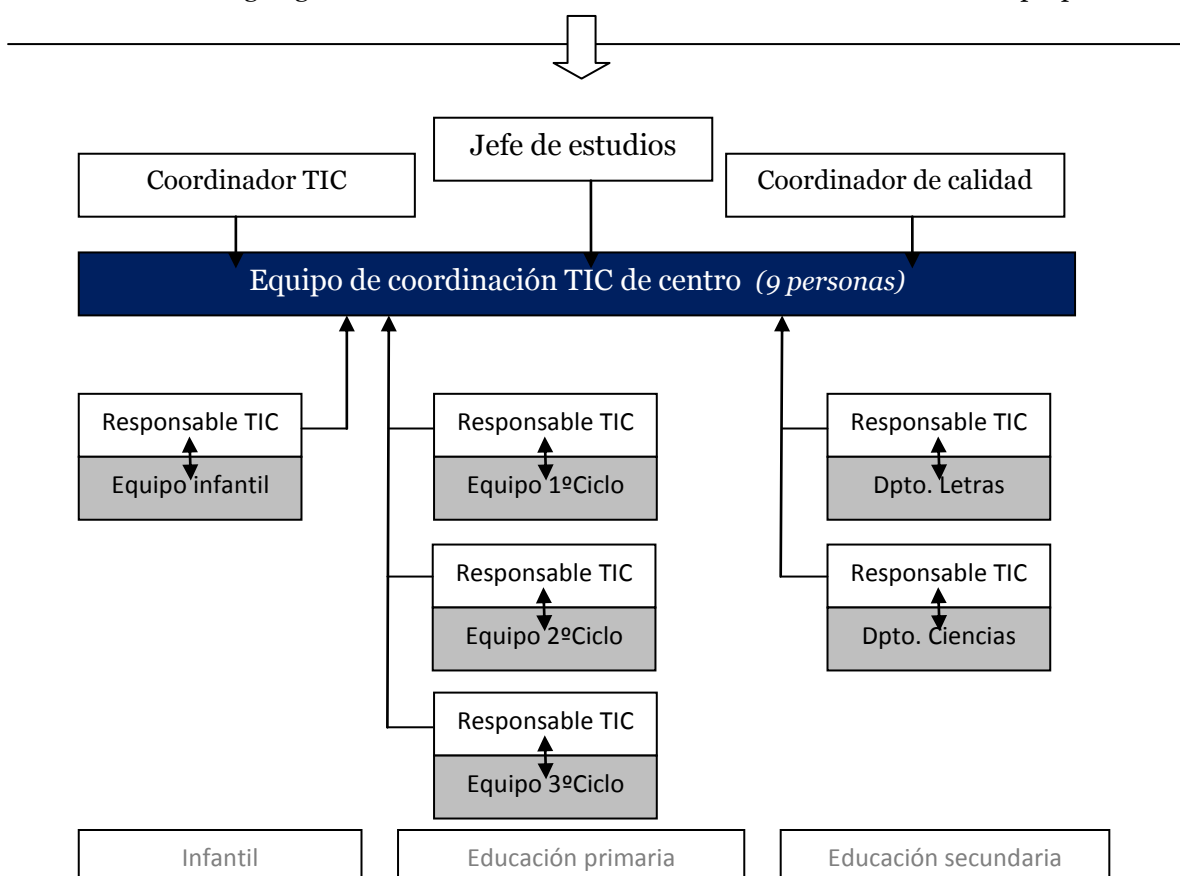 Jefe de estudios
Coordinador TIC
Coordinador de calidad
Equipo de coordinación TIC de centro (9 personas)
Responsable TIC
Equipo infantil
Responsable TIC
Equipo 1ºCiclo
Responsable TIC
Dpto. Letras
Responsable TIC
Equipo 2ºCiclo
Responsable TIC
Dpto. Ciencias
Responsable TIC
Equipo 3ºCiclo
Infantil
Educación primaria
Educación secundaria